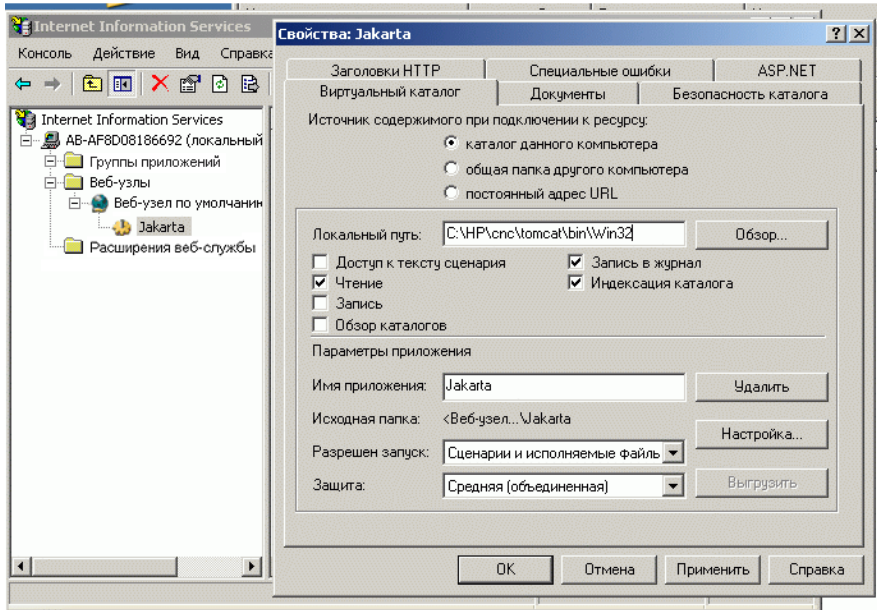 Internet Information Services
Консоль Действие Вид Справка
Internet Information Services
AB-AF8D08186692 (локальный
Группы приложений
Веб-узлы
Веб-узел по умолчанию
Jakarta
Расширения веб-службы
Свойства: Jakarta
Заголовки HTTP Специальные ошибки ASP.NET
Виртуальный каталог Документы Безопасность каталога
Источник содержимого при подключении к ресурсу:
каталог данного компьютера
общая папка другого компьютера
постоянный адрес URL
Локальный путь: C:\HP\cnc\tomcat\bin\Win32 Обзор...
Доступ к тексту сценария Запись в журнал
Чтение Индексация каталога
Запись
Обзор каталогов
Параметры приложения
Имя приложения: Jakarta Удалить
Исходная папка: <Веб-узел...\Jakarta
Настройка...
Разрешен запуск: Сценарии и исполняемые файль
Защита: Средняя (объединенная) Выгрузить
OK Отмена Применить Справка